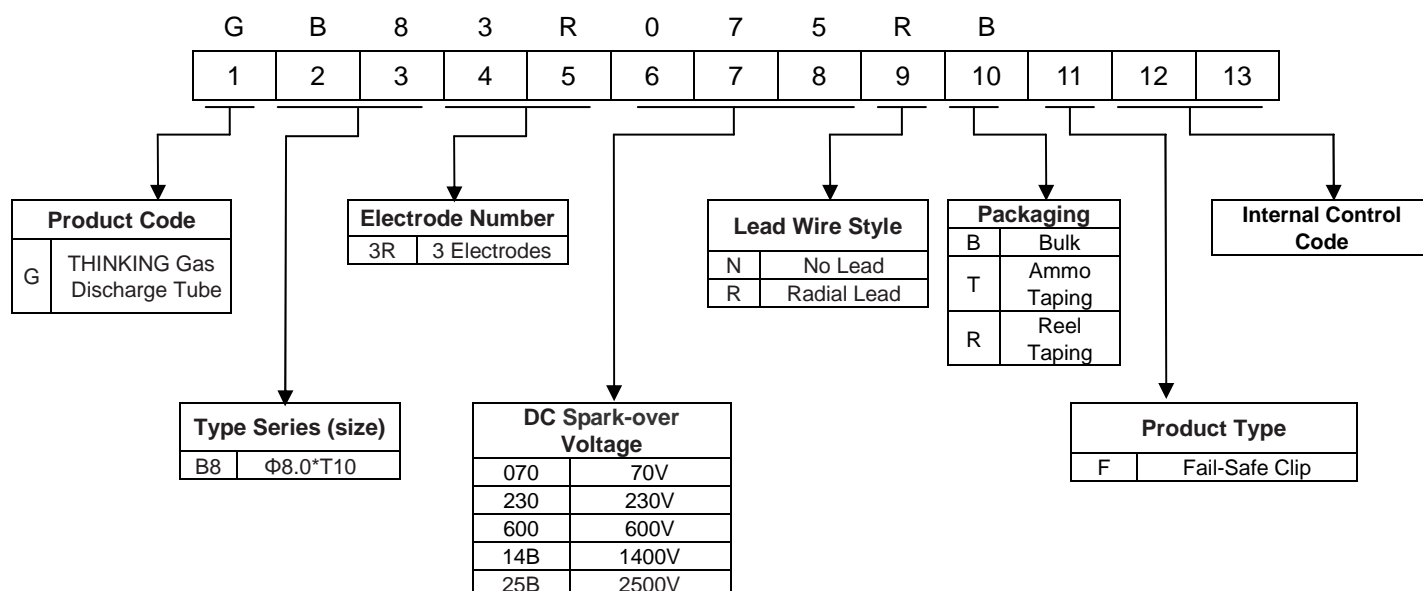 G B 8 3 R 0 7 5 R B
1 2 3 4 5 6 7 8 9 10 11 12 13
Product Code
G THINKING Gas
Discharge Tube
Electrode Number
3R 3 Electrodes
Lead Wire Style
N No Lead
R Radial Lead
Packaging
B Bulk
T Ammo
Taping
R Reel
Taping
Internal Control
Code
Type Series (size)
B8 Φ8.0*T10
DC Spark-over
Voltage
070 70V
230 230V
600 600V
14B 1400V
25B 2500V
Product Type
F Fail-Safe Clip